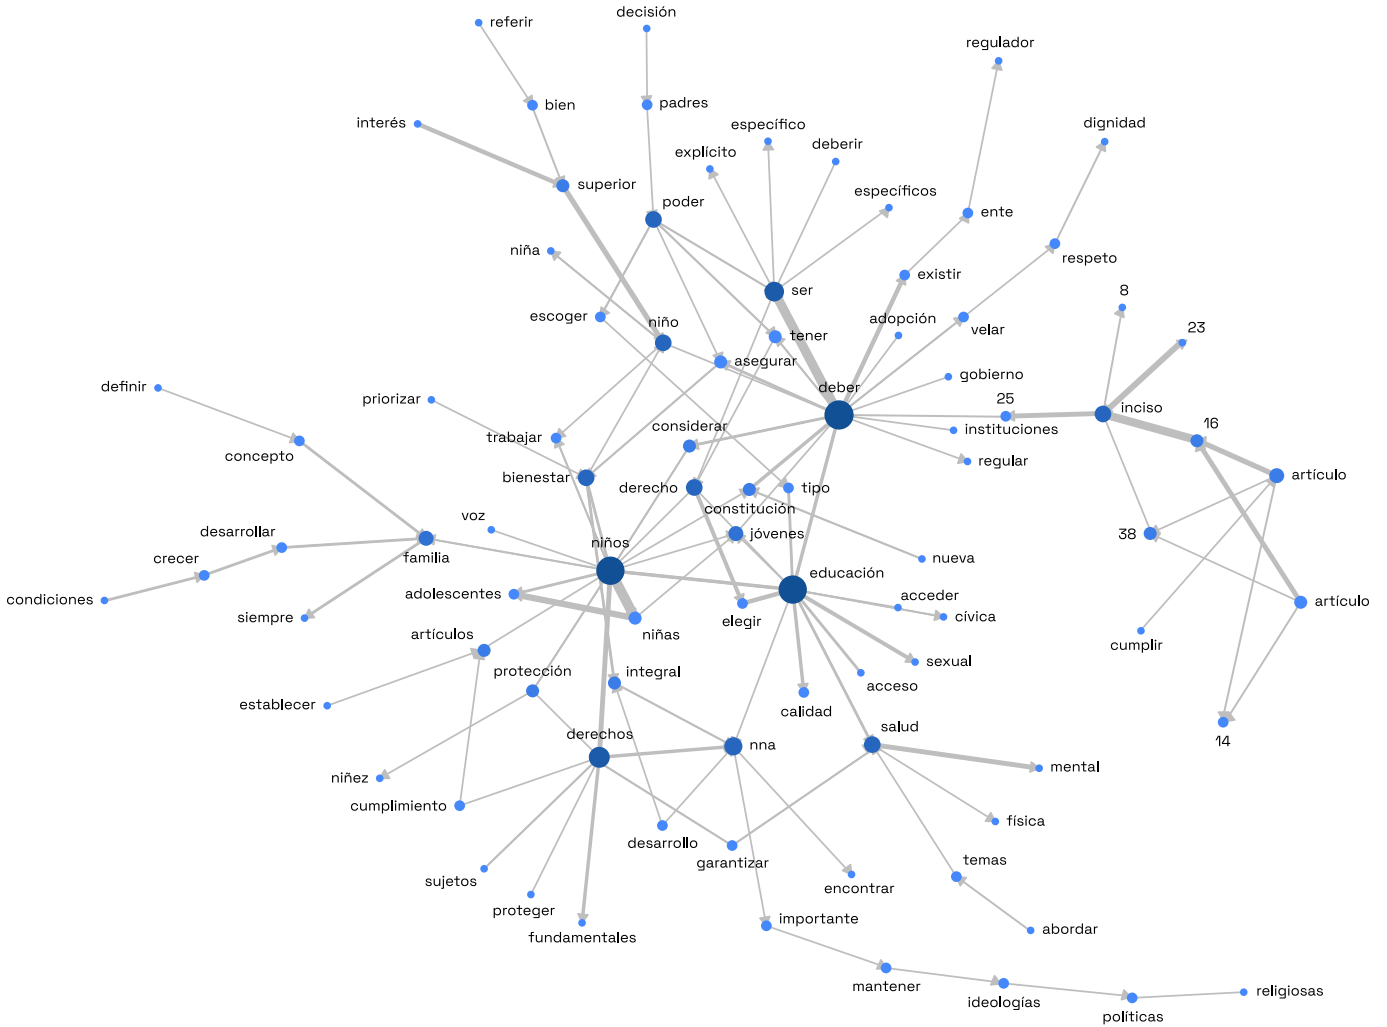 decisión
referir
regulador
bien
padres
interés
específico
deberir
dignidad
explícito
superior
específicos
poder
ente
niña
respeto
existir
ser
8
escoger
niño
adopción
velar
23
tener
asegurar
definir
deber
gobierno
priorizar
25
inciso
16
trabajar
considerar
instituciones
concepto
regular
artículo
bienestar
derecho
tipo
constitución
voz
desarrollar
jóvenes
38
niños
crecer
familia
nueva
educación
condiciones
adolescentes
acceder
artículo
siempre
elegir
cívica
niñas
artículos
cumplir
sexual
protección
integral
acceso
establecer
calidad
salud
derechos
14
nna
mental
niñez
cumplimiento
física
desarrollo
garantizar
temas
sujetos
encontrar
proteger
importante
abordar
fundamentales
mantener
religiosas
ideologías
políticas